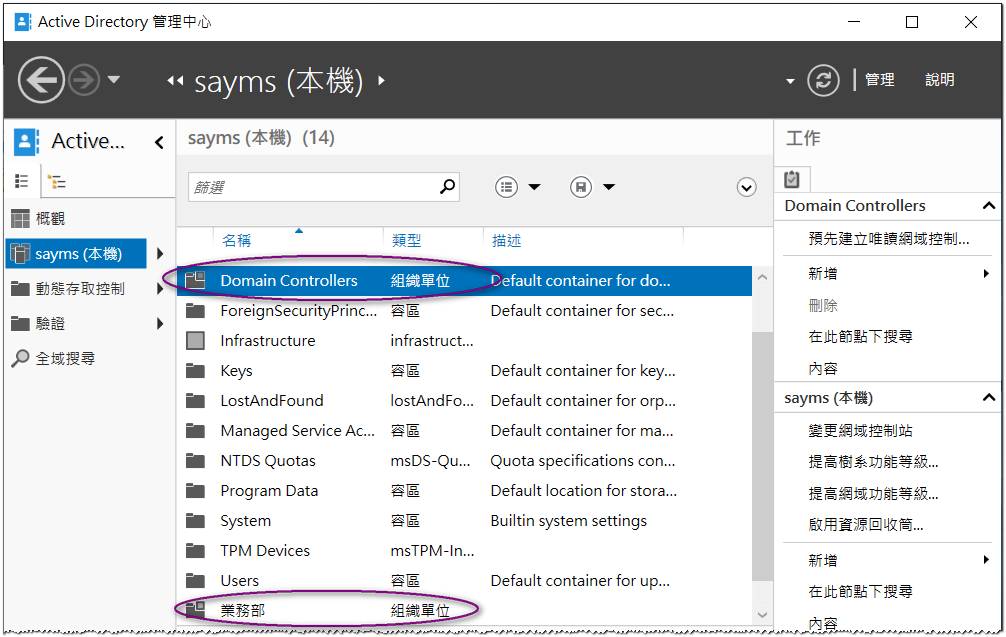 Active Directory 管理中心
sayms (本機)
管理 說明
Active...
概觀
sayms (本機)
動態存取控制
驗證
全域搜尋
sayms (本機) (14)
篩選
名稱 類型 描述
Domain Controllers 組織單位 Default container for do...
ForeignSecurityPrinc... 容區 Default container for sec...
Infrastructure infrastruct...
Keys 容區 Default container for key...
LostAndFound lostAndFo... Default container for orp...
Managed Service Ac... 容區 Default container for ma...
NTDS Quotas msDS-Qu... Quota specifications con...
Program Data 容區 Default location for stora...
System 容區 Builtin system settings
TPM Devices msTPM-In...
Users 容區 Default container for up...
業務部 組織單位
工作
Domain Controllers
預先建立唯讀網域控制...
新增
刪除
在此節點下搜尋
內容
sayms (本機)
變更網域控制站
提高樹系功能等級...
提高網域功能等級...
啟用資源回收筒...
新增
在此節點下搜尋
內容